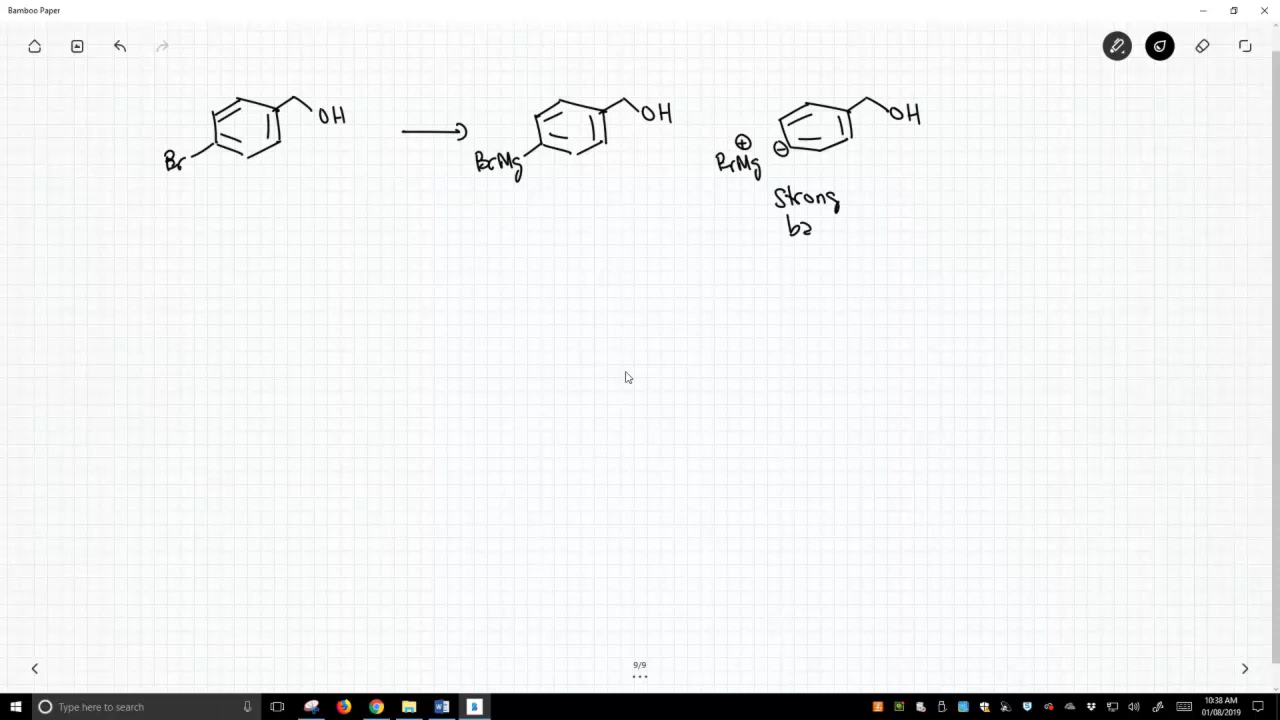 Bamboo Paper
OH
Br
OH
BrMg
OH
BrMg
Strong
ba
9/9
Type here to search
10:38 AM
01/08/2019